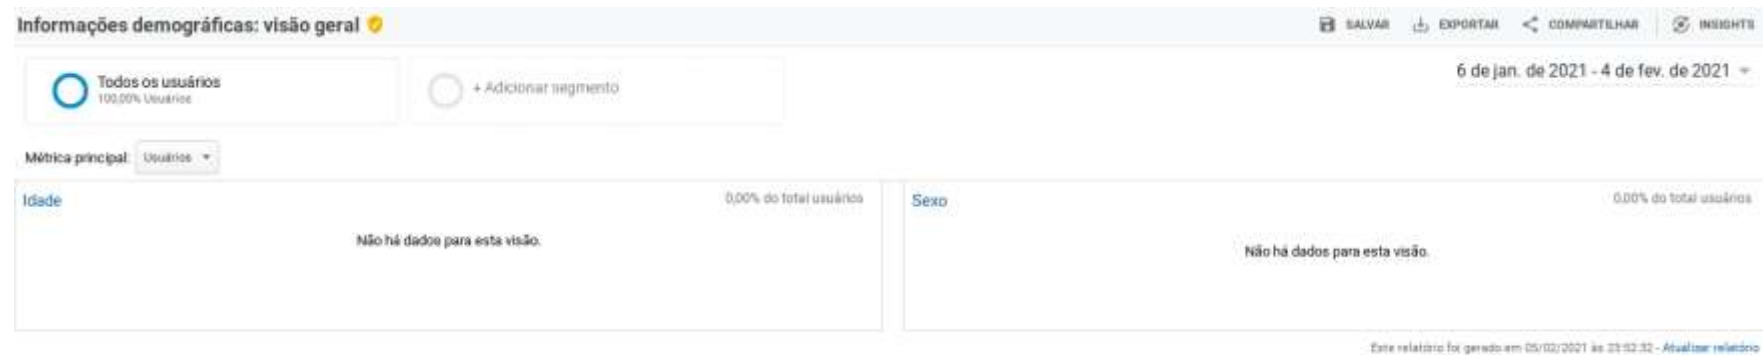 Informações demográficas: visão geral
SALVAR EXPORTAR COMPARTILHAR INSIGHTS
Todos os usuários
100,00% Usuários
+ Adicionar segmento
6 de jan. de 2021 - 4 de fev. de 2021
Métrica principal: Usuários
Idade
0,00% do total usuários
Não há dados para esta visão.
Sexo
0,00% do total usuários
Não há dados para esta visão.
Este relatório foi gerado em 05/02/2021 às 23:52:32 - Atualizar relatório